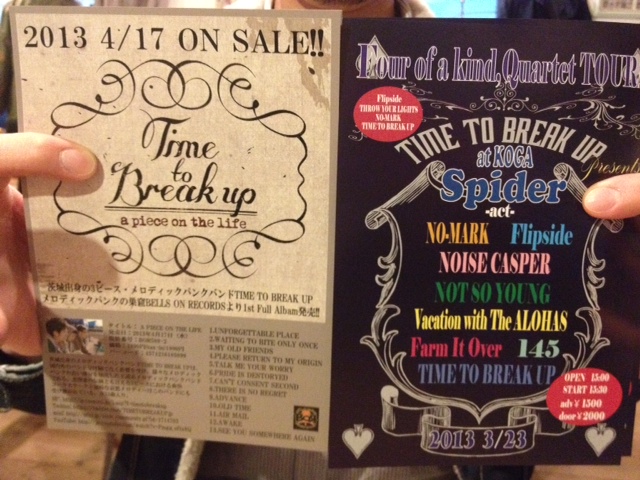 2013 4/17 ON SALE!!
Time
to
Break up
a piece on the life
茨城出身の3ピース・メロディックパンクバンドTIME TO BREAK UP
メロディックパンクの巣窟BELLS ON RECORDSより1st Full Album発売!!
1.UNFORGETTABLE PLACE
2.WAITING TO BITE ONLY ONCE
3.MY OLD FRIENDS
4.PLEASE RETURN TO MY ORIGIN
5.TALK ME YOUR WORRY
6.PRIDE IS DENTORYED
7.CAN'T CONSENT SECOND
8.THERE IS NO REGRET
9.ADVANCE
10.OLD TIME
11.AIR MAIL
12.AWAKE
13.SEE YOU SOMEWHERE AGAIN
Four of a kind, Quartet TOUR
Flipside
THROW YOUR LIGHTS
NO-MARK
TIME TO BREAK UP
TIME TO BREAK UP
Presents
at KOGA
Spider
-act-
NO-MARK Flipside
NOISE CASPER
NOT SO YOUNG
Vacation with The ALOHAS
Farm It Over 145
TIME TO BREAK UP
OPEN 15:00
START 15:30
adv ¥1500
door ¥2000
2013 3/23